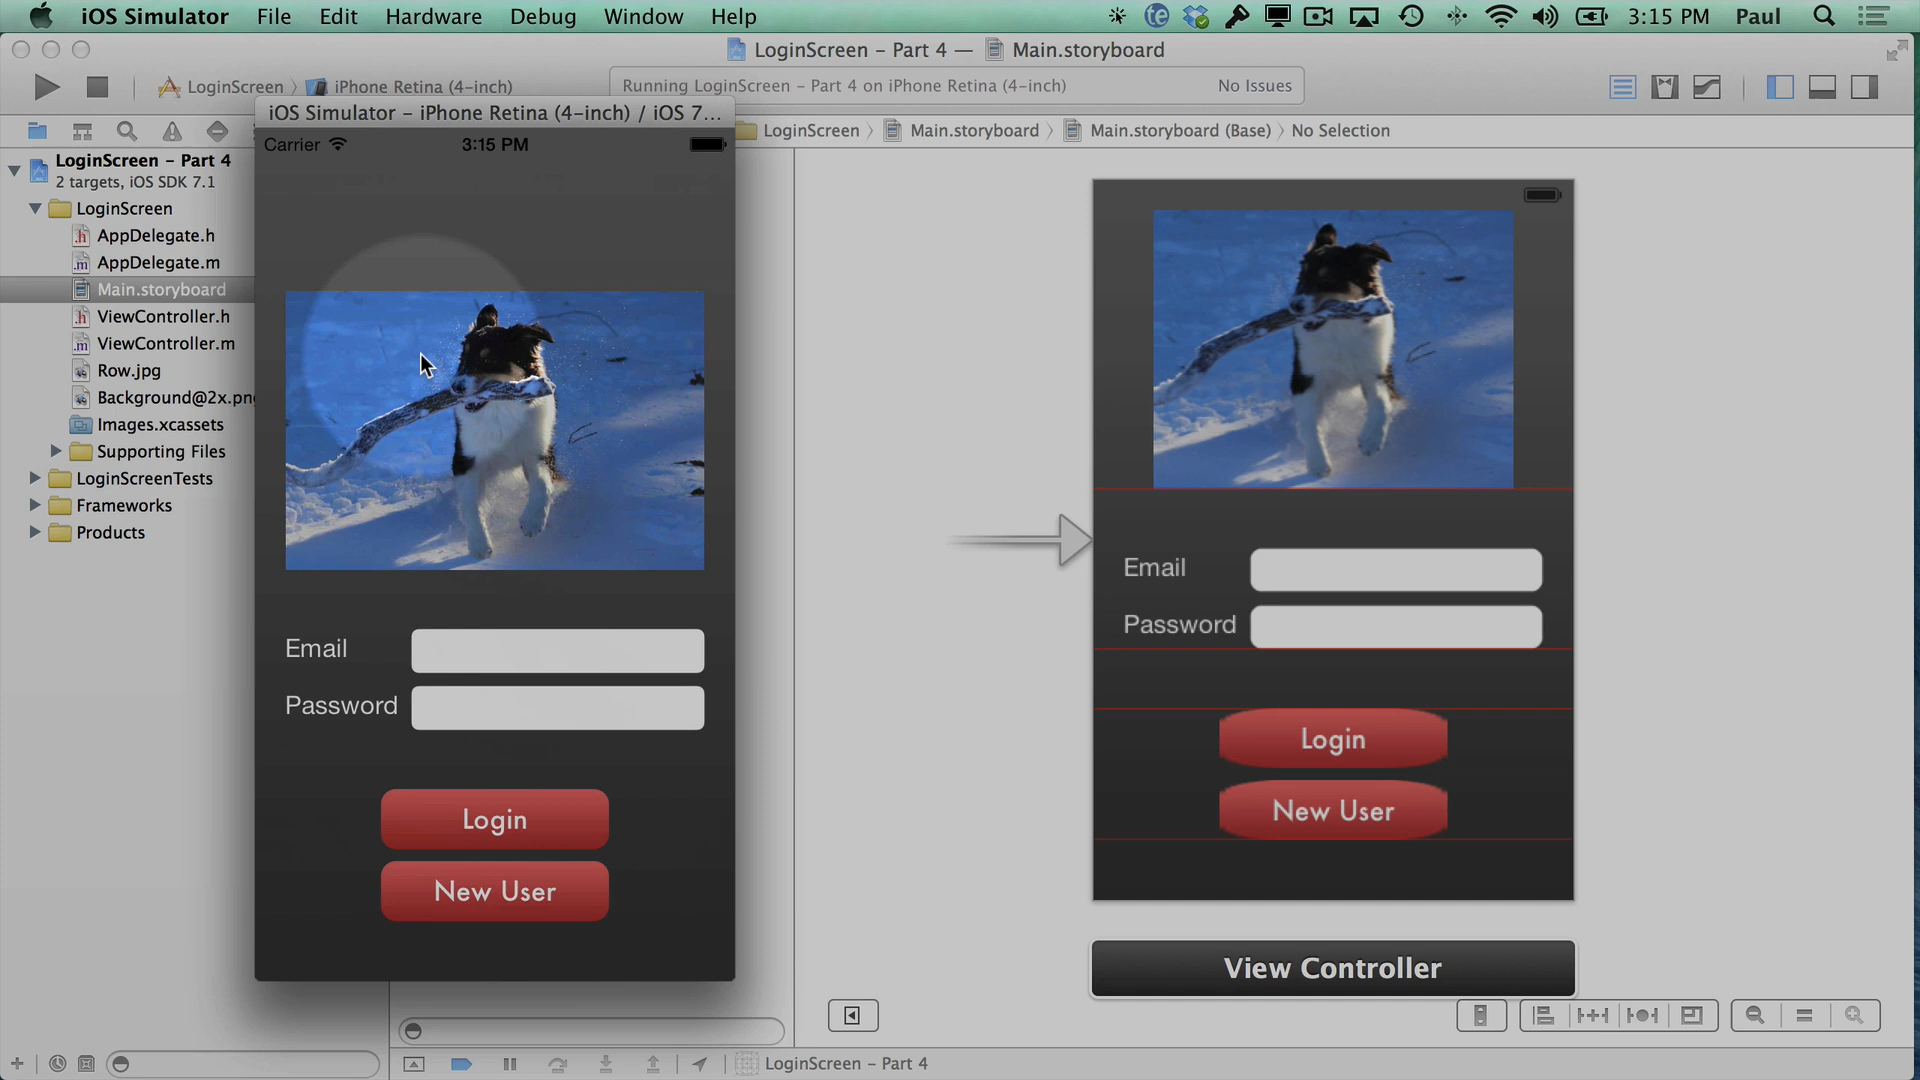 iOS Simulator File Edit Hardware Debug Window Help 3:15 PM Paul
LoginScreen – Part 4 — Main.storyboard
LoginScreen iPhone Retina (4-inch) Running LoginScreen – Part 4 on iPhone Retina (4-inch) No Issues
iOS Simulator – iPhone Retina (4-inch) / iOS 7...
LoginScreen Main.storyboard Main.storyboard (Base) No Selection
Carrier 3:15 PM
LoginScreen – Part 4
2 targets, iOS SDK 7.1
LoginScreen
AppDelegate.h
AppDelegate.m
Main.storyboard
ViewController.h
ViewController.m
Row.jpg
Background@2x.pn
Images.xcassets
Supporting Files
LoginScreenTests
Frameworks
Products
Email
Password
Login
New User
Email
Password
Login
New User
View Controller
LoginScreen – Part 4